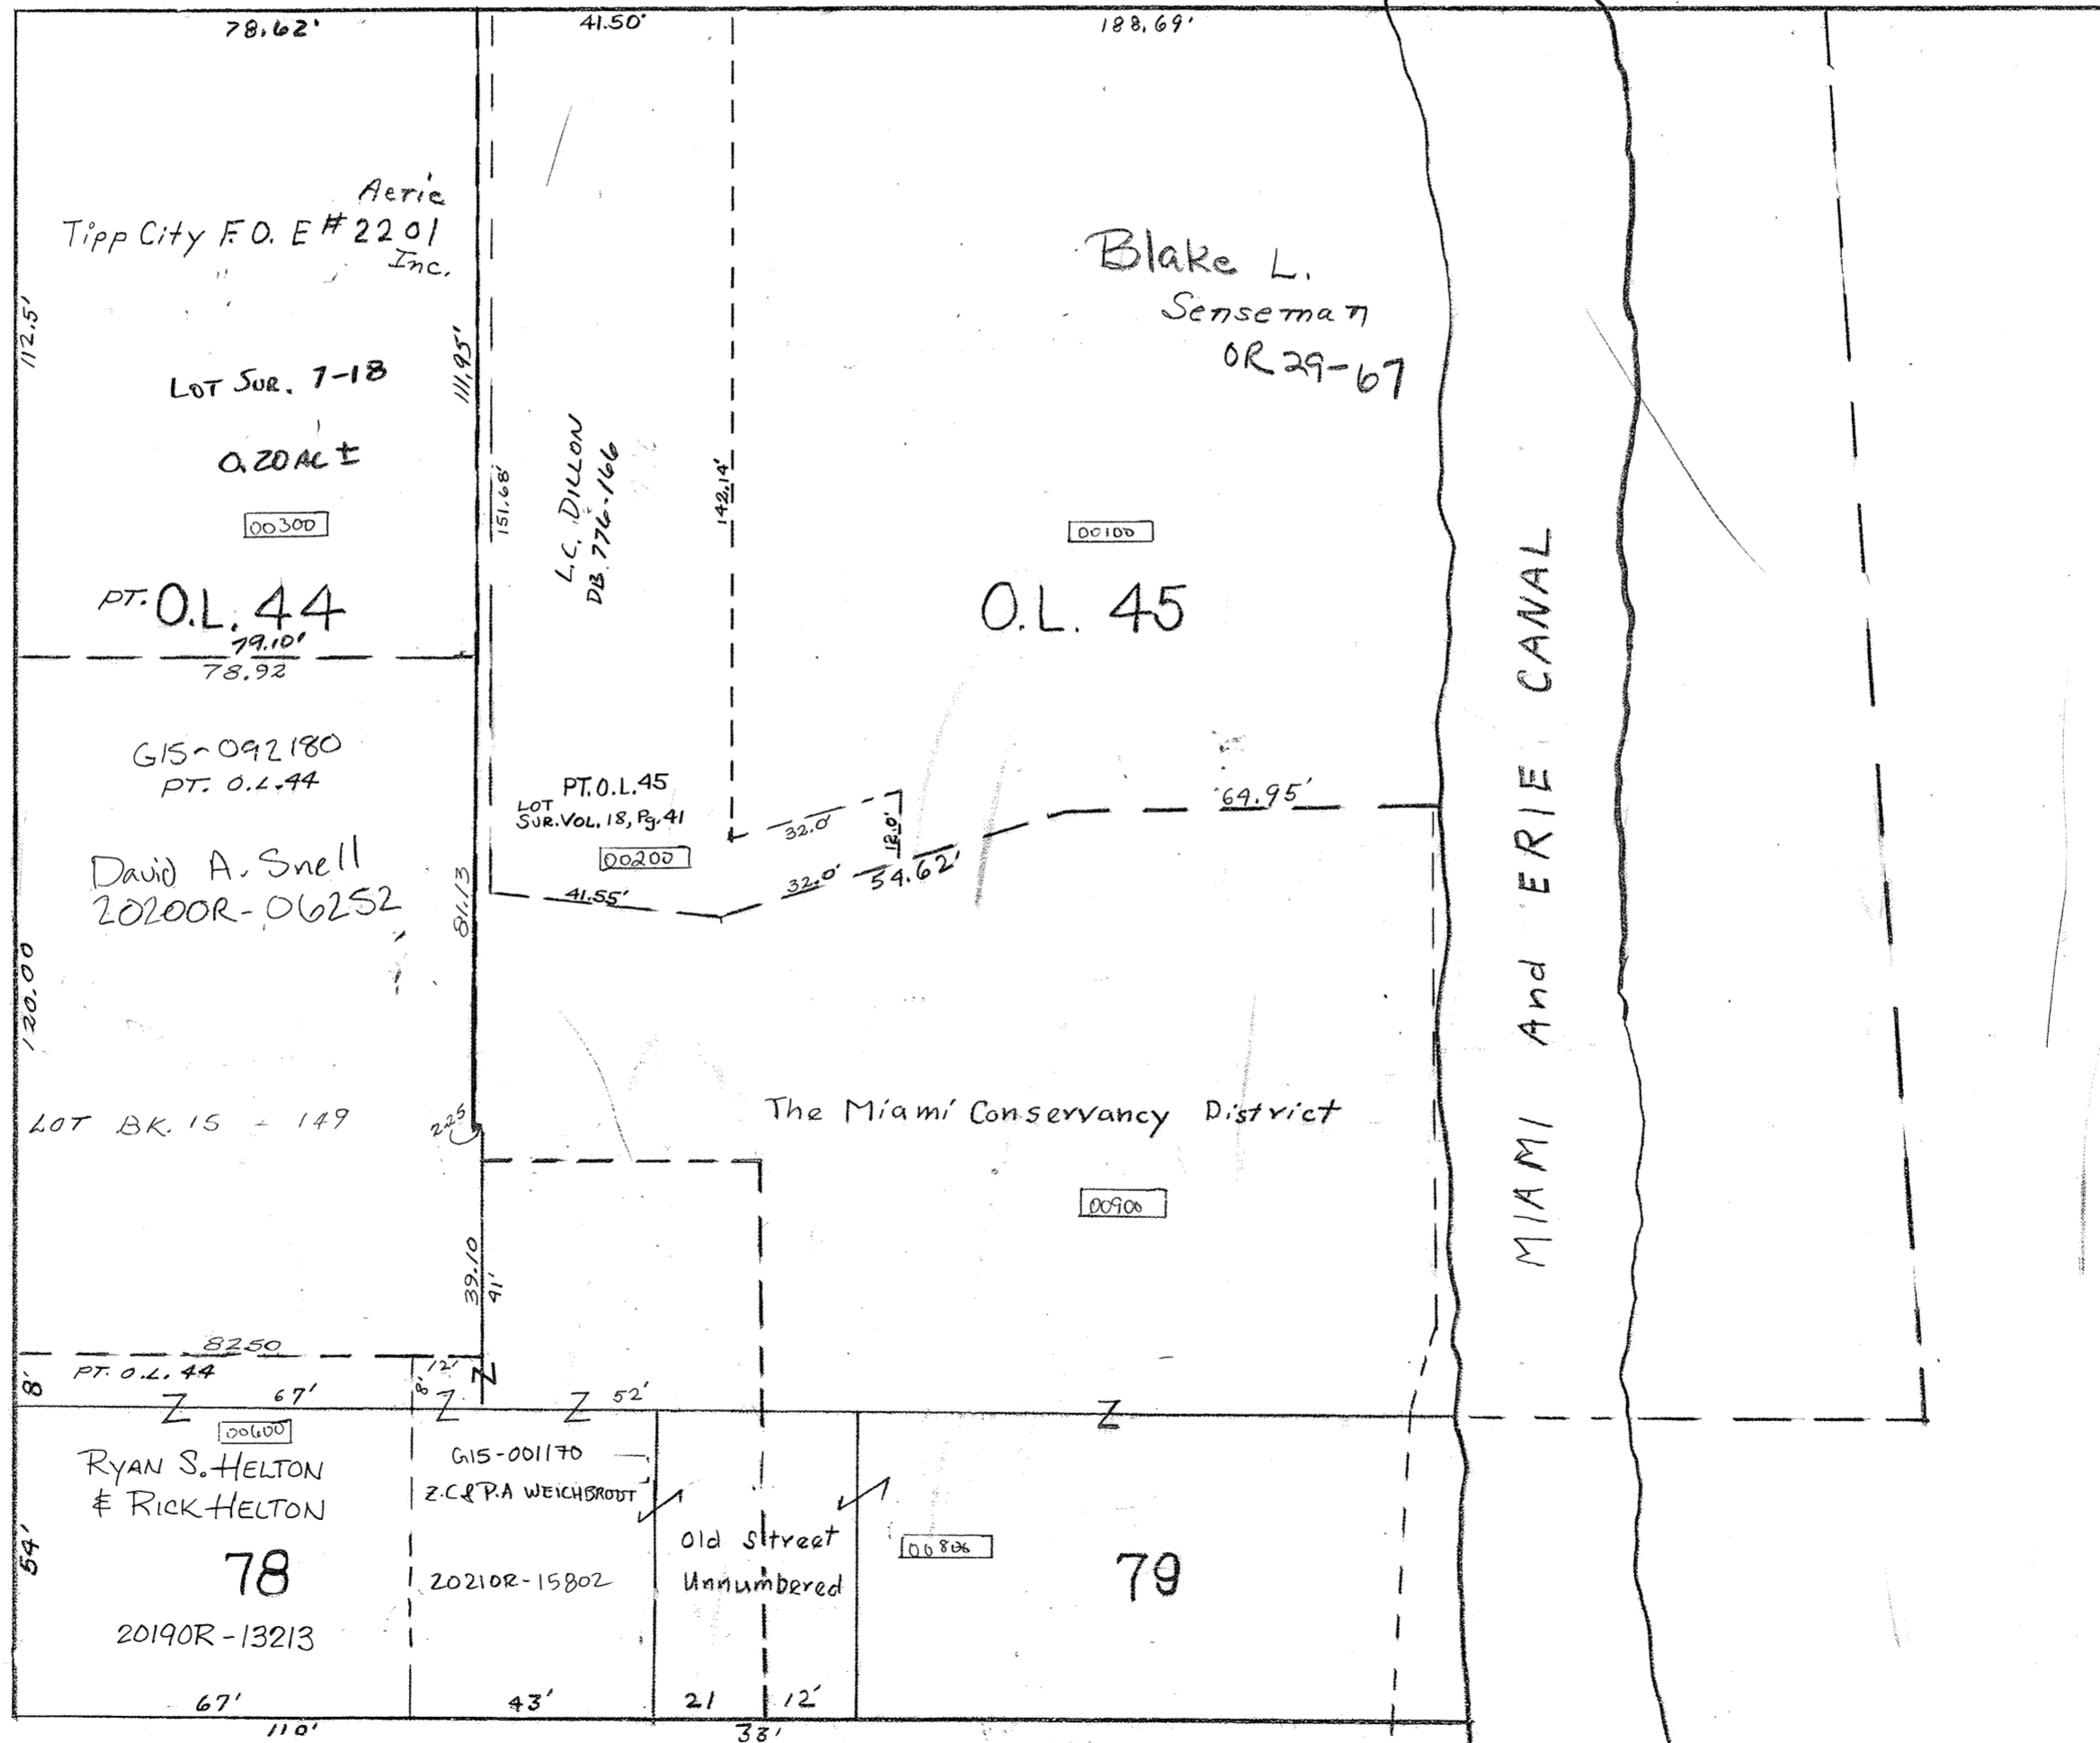 78.62'
41.50'
188.69'
Aerie
Tipp City F.O. E # 2201
Inc.
112.5'
111.95'
LOT SUR. 7-18
0.20 AC ±
00300
PT. O.L. 44
79.10'
78.92
151.68'
L.C. DILLON
DB. 776-166
142.14'
Blake L.
Senseman
OR 29-67
00100
O.L. 45
MIAMI And ERIE CANAL
G15-092180
PT. O.L. 44
David A. Snell
2020OR-06252
81.13
120.00
LOT BK. 15 - 149
2.25
PT. O.L. 45
LOT
SUR. VOL. 18, Pg. 41
00200
41.55'
32.0'
12.0'
32.0'
54.62'
64.95'
The Miami Conservancy District
00900
39.10
41'
82.50
PT. O.L. 44
8'
67'
12'
8'
52'
Z
Z
Z
Z
Z
00600
RYAN S. HELTON
& RICK HELTON
78
2019OR-13213
54'
67'
110'
G15-001170
Z.C & P.A WEICHBRODT
2021OR-15802
43'
Old Street
Unnumbered
21
12'
33'
79